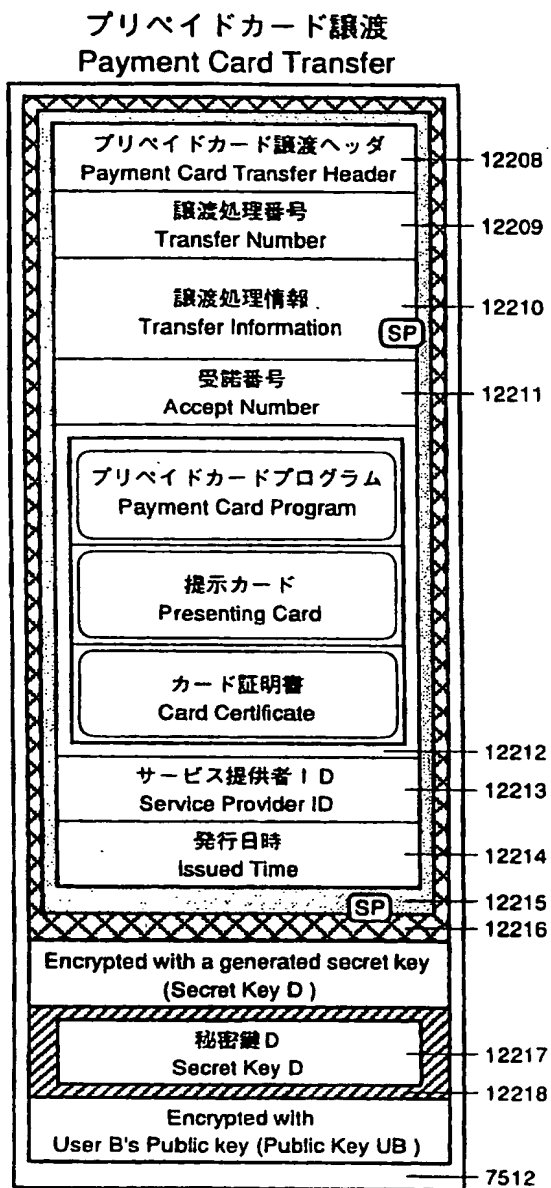 プリペイドカード譲渡
Payment Card Transfer
プリペイドカード譲渡ヘッダ
Payment Card Transfer Header
12208
譲渡処理番号
Transfer Number
12209
譲渡処理情報
Transfer Information
SP
12210
受諾番号
Accept Number
12211
プリペイドカードプログラム
Payment Card Program
提示カード
Presenting Card
カード証明書
Card Certificate
12212
サービス提供者ID
Service Provider ID
12213
発行日時
Issued Time
12214
SP
12215
12216
Encrypted with a generated secret key
(Secret Key D )
秘密鍵D
Secret Key D
12217
12218
Encrypted with
User B's Public key (Public Key UB )
7512